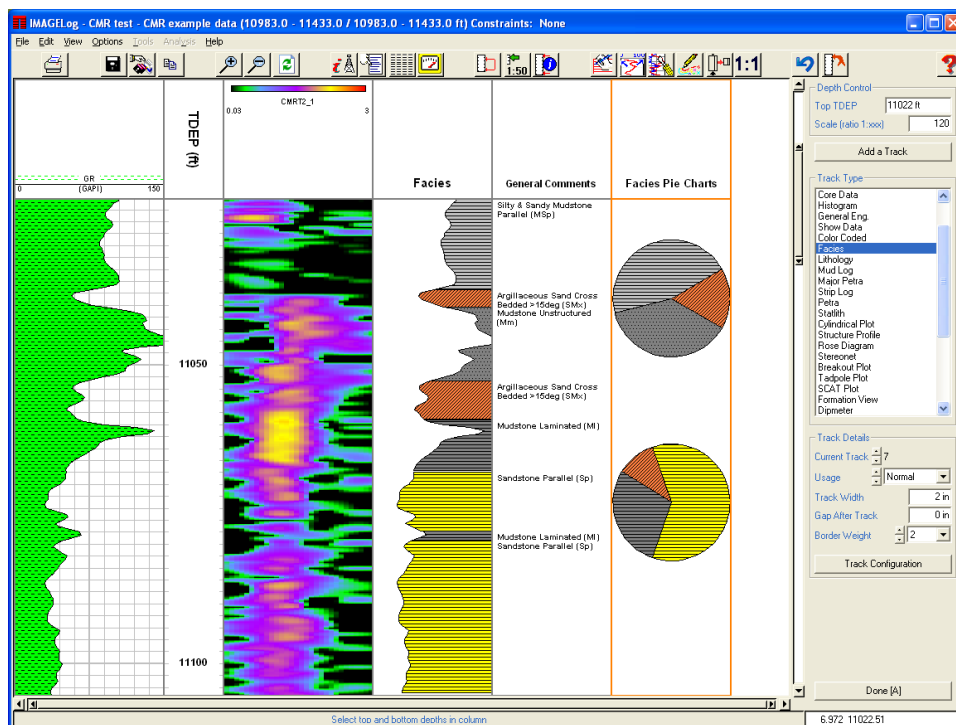 IMAGELog - CMR test - CMR example data (10983.0 - 11433.0 / 10983.0 - 11433.0 ft) Constraints: None
File Edit View Options Tools Analysis Help
1:50
1:1
TDEP (ft)
CMRT2_1
0.03 3
GR
0 (GAPI) 150
Facies
General Comments
Facies Pie Charts
Silty & Sandy Mudstone
Parallel (MSp)
Argillaceous Sand Cross
Bedded >15deg (SMx)
Mudstone Unstructured
(Mm)
11050
Argillaceous Sand Cross
Bedded >15deg (SMx)
Mudstone Laminated (Ml)
Sandstone Parallel (Sp)
Mudstone Laminated (Ml)
Sandstone Parallel (Sp)
11100
Depth Control
Top TDEP 11022 ft
Scale (ratio 1:xxx) 120
Add a Track
Track Type
Core Data
Histogram
General Eng.
Show Data
Color Coded
Facies
Lithology
Mud Log
Major Petra
Strip Log
Petra
Statlith
Cylindrical Plot
Structure Profile
Rose Diagram
Stereonet
Breakout Plot
Tadpole Plot
SCAT Plot
Formation View
Dipmeter
Track Details
Current Track 7
Usage Normal
Track Width 2 in
Gap After Track 0 in
Border Weight 2
Track Configuration
Done [A]
Select top and bottom depths in column
6.972 11022.51